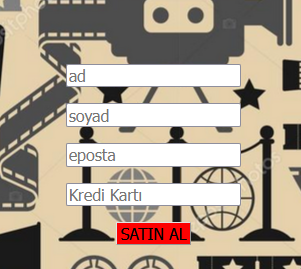 ad
soyad
eposta
Kredi Kartı
SATIN AL